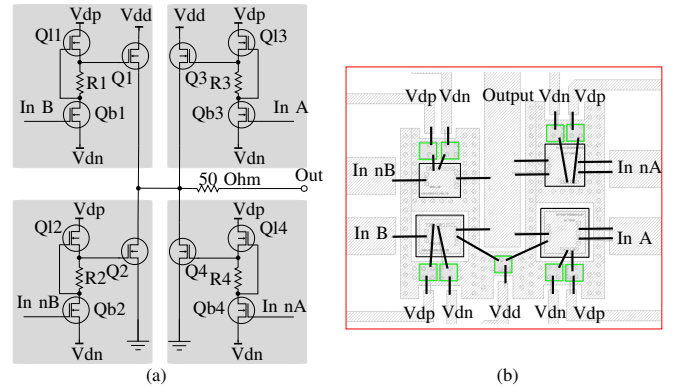 Vdp Vdd Vdd Vdp
Ql1 Ql3
R1 Q1 Q3 R3
In B Qb1 Qb3 In A
Vdn Vdn
50 Ohm Out
Vdp Vdp
Ql2 Ql4
R2 Q2 Q4 R4
In nB Qb2 Qb4 In nA
Vdn Vdn
(a)
Vdp Vdn Output Vdn Vdp
In nB In nA
In B In A
Vdp Vdn Vdd Vdn Vdp
(b)